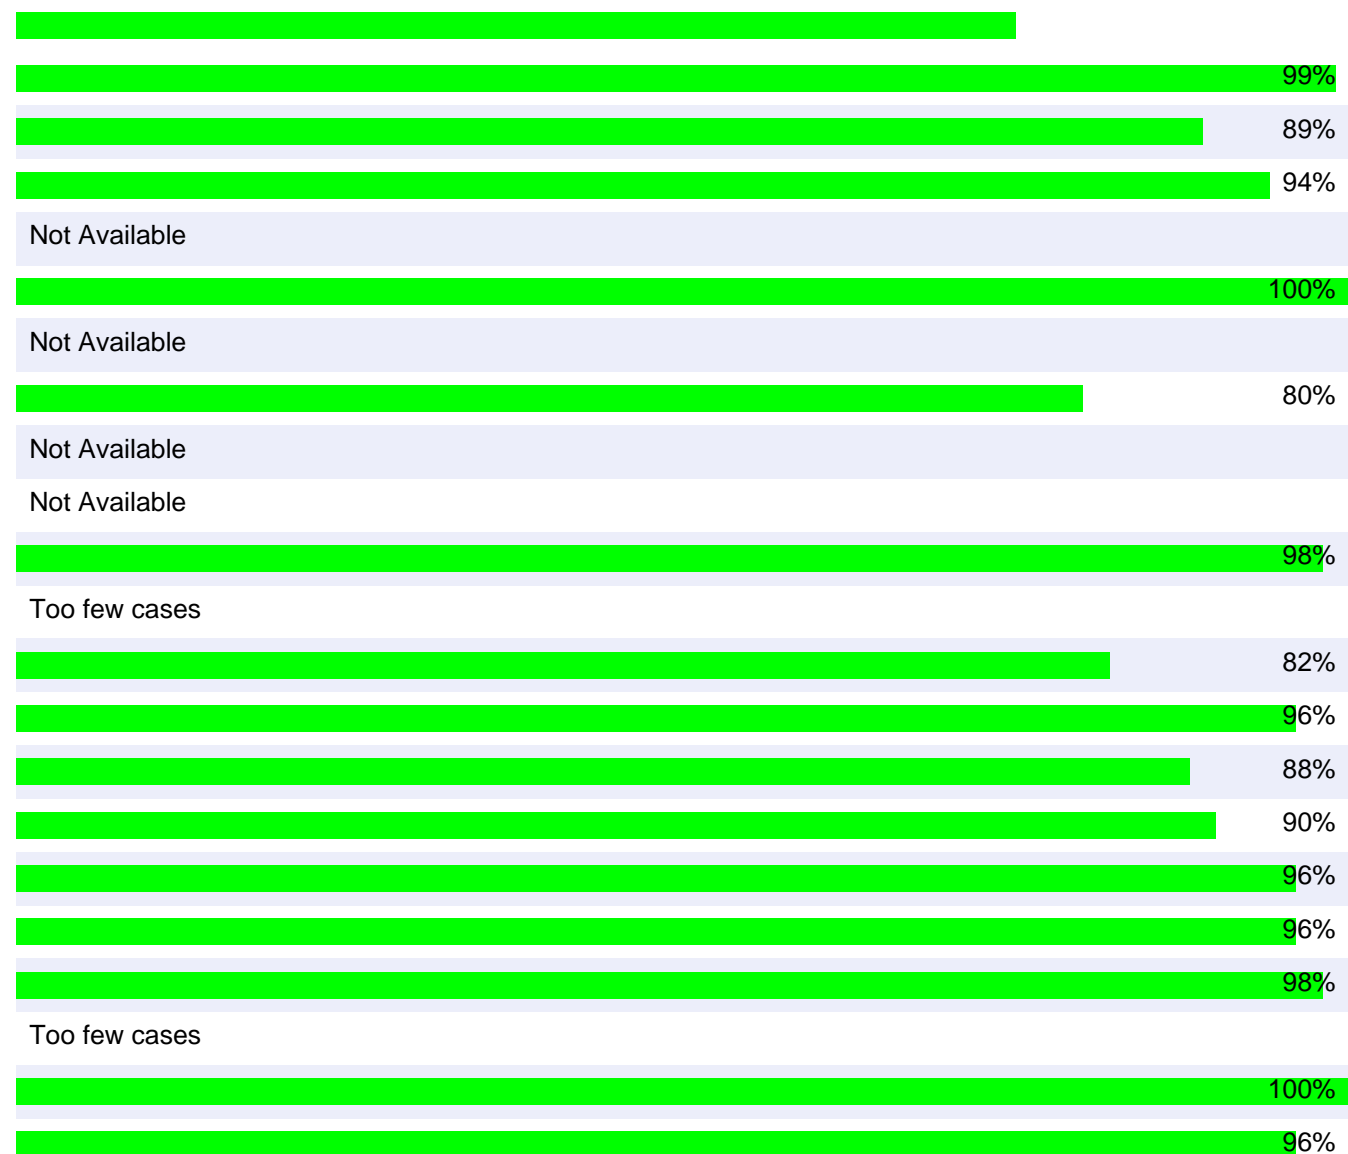 99%
89%
94%
Not Available
100%
Not Available
80%
Not Available
Not Available
98%
Too few cases
82%
96%
88%
90%
96%
96%
98%
Too few cases
100%
96%